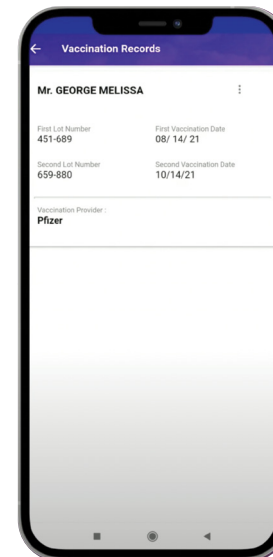 Vaccination Records
Mr. GEORGE MELISSA
First Lot Number First Vaccination Date
451-689 08/ 14/ 21
Second Lot Number Second Vaccination Date
659-880 10/14/21
Vaccination Provider :
Pfizer